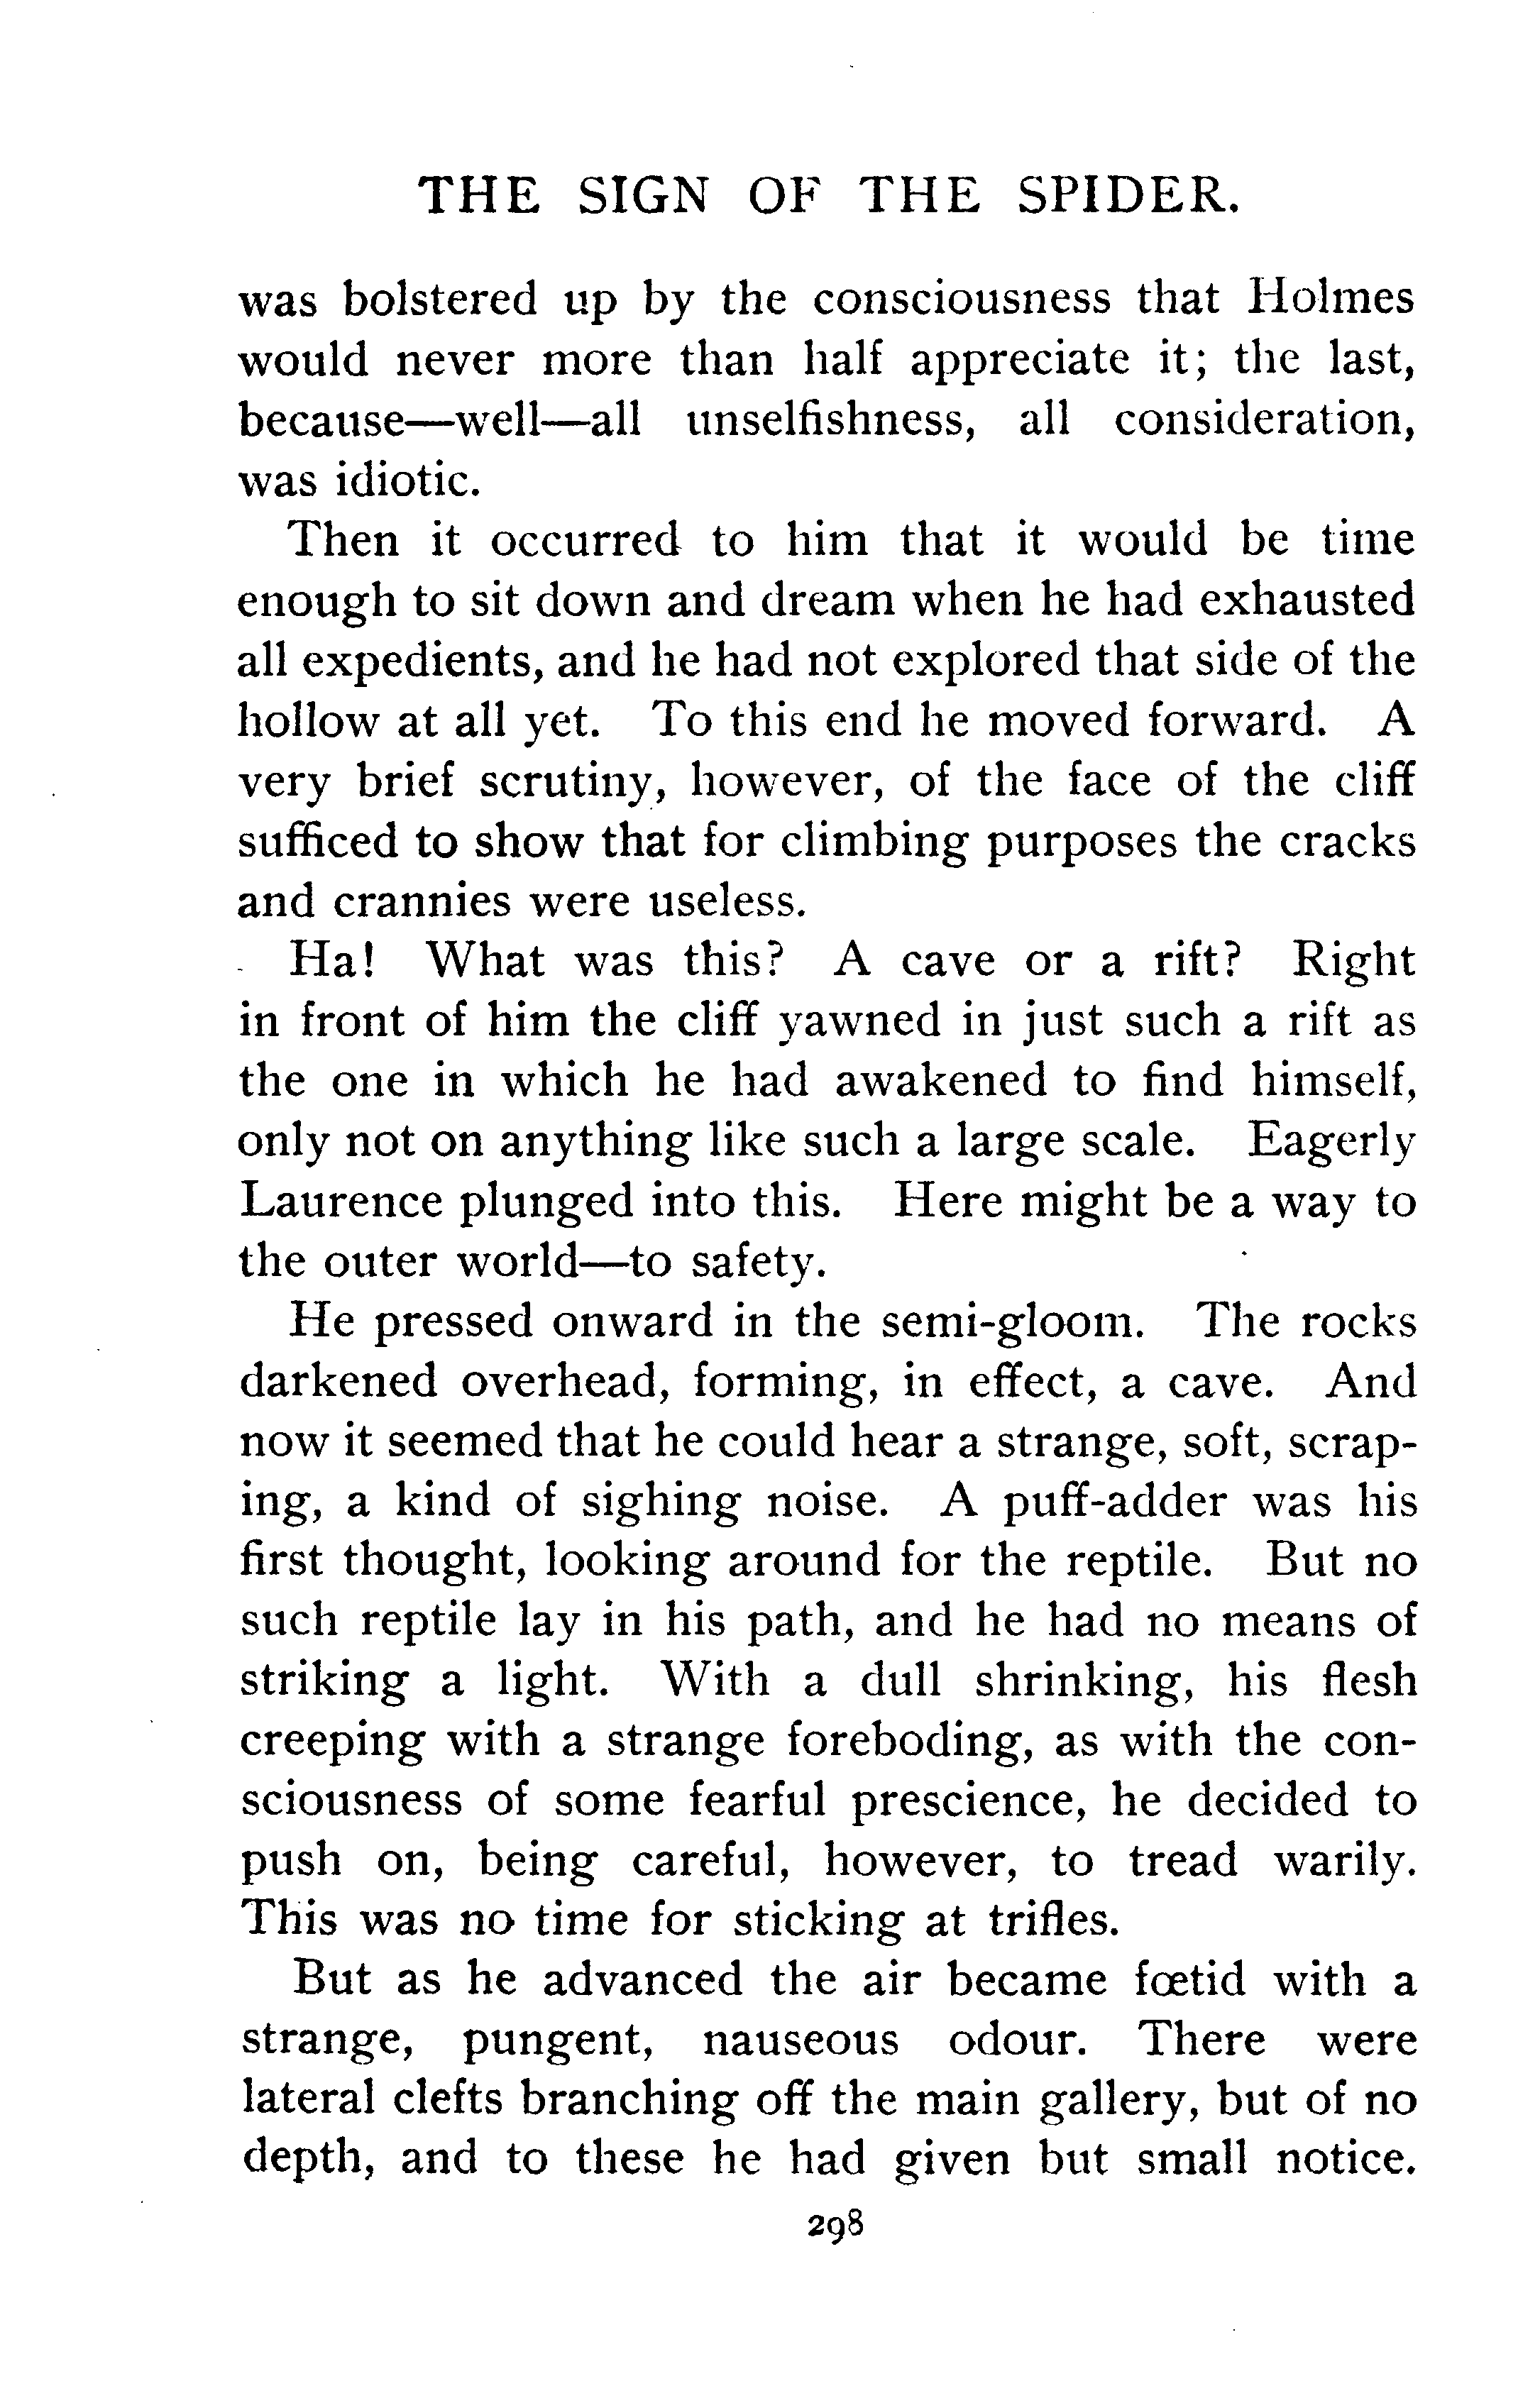 THE SIGN OF THE SPIDER.
was bolstered up by the consciousness that Holmes
would never more than half appreciate it; the last,
because—well—all unselfishness, all consideration,
was idiotic.
Then it occurred to him that it would be time
enough to sit down and dream when he had exhausted
all expedients, and he had not explored that side of the
hollow at all yet. To this end he moved forward. A
very brief scrutiny, however, of the face of the cliff
sufficed to show that for climbing purposes the cracks
and crannies were useless.
Ha! What was this? A cave or a rift? Right
in front of him the cliff yawned in just such a rift as
the one in which he had awakened to find himself,
only not on anything like such a large scale. Eagerly
Laurence plunged into this. Here might be a way to
the outer world—to safety.
He pressed onward in the semi-gloom. The rocks
darkened overhead, forming, in effect, a cave. And
now it seemed that he could hear a strange, soft, scrap-
ing, a kind of sighing noise. A puff-adder was his
first thought, looking around for the reptile. But no
such reptile lay in his path, and he had no means of
striking a light. With a dull shrinking, his flesh
creeping with a strange foreboding, as with the con-
sciousness of some fearful prescience, he decided to
push on, being careful, however, to tread warily.
This was no time for sticking at trifles.
But as he advanced the air became fœtid with a
strange, pungent, nauseous odour. There were
lateral clefts branching off the main gallery, but of no
depth, and to these he had given but small notice.
298